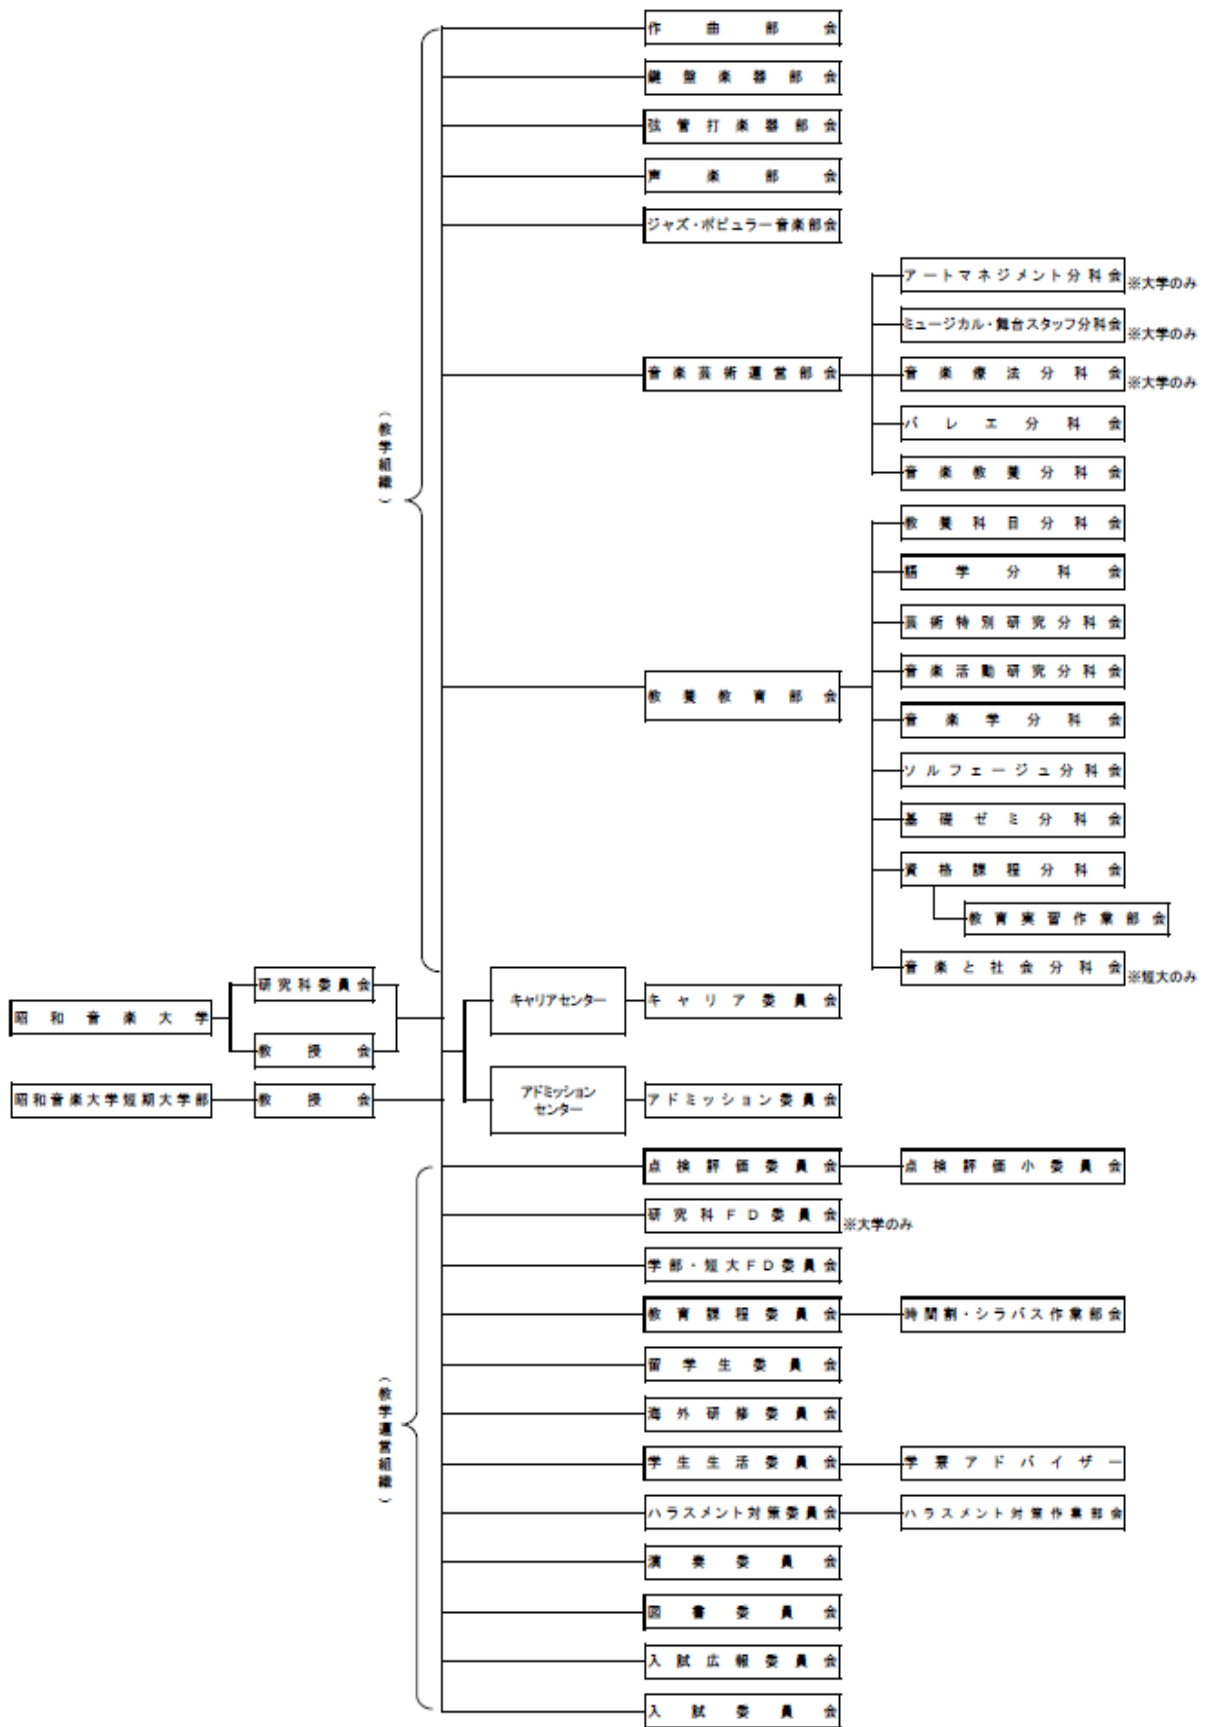 作曲部会
鍵盤楽器部会
弦管打楽器部会
声楽部会
ジャズ・ポピュラー音楽部会
アートマネジメント分科会
※大学のみ
ミュージカル・舞台スタッフ分科会
※大学のみ
音楽芸術運営部会
音楽療法分科会
※大学のみ
バレエ分科会
音楽教養分科会
（教学組織）
教養科目分科会
語学分科会
芸術特別研究分科会
音楽活動研究分科会
教養教育部会
音楽学分科会
ソルフェージュ分科会
基礎ゼミ分科会
資格課程分科会
教育実習作業部会
音楽と社会分科会
※短大のみ
研究科委員会
昭和音楽大学
教授会
キャリアセンター
キャリア委員会
昭和音楽大学短期大学部
教授会
アドミッション
センター
アドミッション委員会
点検評価委員会
点検評価小委員会
研究科ＦＤ委員会
※大学のみ
学部・短大ＦＤ委員会
教育課程委員会
時間割・シラバス作業部会
留学生委員会
（教学運営組織）
海外研修委員会
学生生活委員会
学寮アドバイザー
ハラスメント対策委員会
ハラスメント対策作業部会
演奏委員会
図書委員会
入試広報委員会
入試委員会